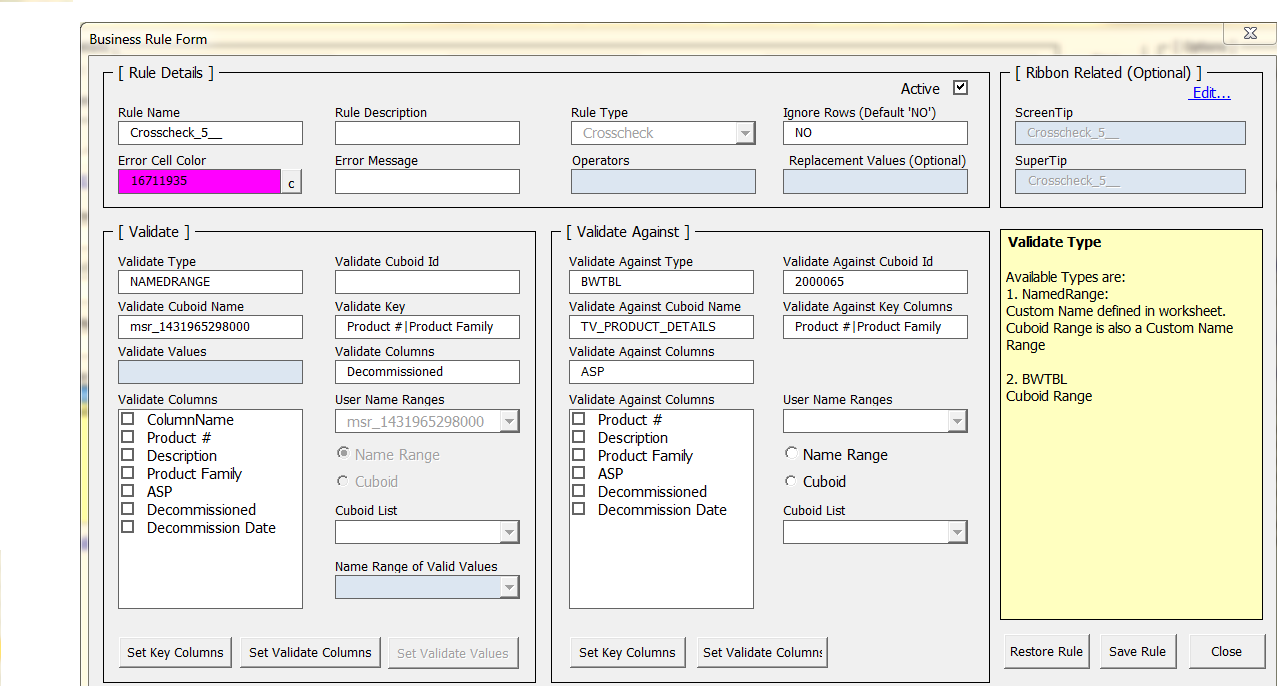 Business Rule Form
[ Rule Details ]
Active
Rule Name
Rule Description
Rule Type
Ignore Rows (Default 'NO')
Crosscheck_5__
Crosscheck
NO
Error Cell Color
Error Message
Operators
Replacement Values (Optional)
16711935
c
[ Ribbon Related (Optional) ]
Edit...
ScreenTip
Crosscheck_5__
SuperTip
Crosscheck_5__
[ Validate ]
Validate Type
Validate Cuboid Id
NAMEDRANGE
Validate Cuboid Name
Validate Key
msr_1431965298000
Product #|Product Family
Validate Values
Validate Columns
Decommissioned
Validate Columns
User Name Ranges
ColumnName
Product #
Description
Product Family
ASP
Decommissioned
Decommission Date
msr_1431965298000
Name Range
Cuboid
Cuboid List
Name Range of Valid Values
Set Key Columns
Set Validate Columns
Set Validate Values
[ Validate Against ]
Validate Against Type
Validate Against Cuboid Id
BWTBL
2000065
Validate Against Cuboid Name
Validate Against Key Columns
TV_PRODUCT_DETAILS
Product #|Product Family
Validate Against Columns
ASP
Validate Against Columns
User Name Ranges
Product #
Description
Product Family
ASP
Decommissioned
Decommission Date
Name Range
Cuboid
Cuboid List
Set Key Columns
Set Validate Columns
Validate Type
Available Types are:
1. NamedRange:
Custom Name defined in worksheet.
Cuboid Range is also a Custom Name
Range
2. BWTBL
Cuboid Range
Restore Rule
Save Rule
Close